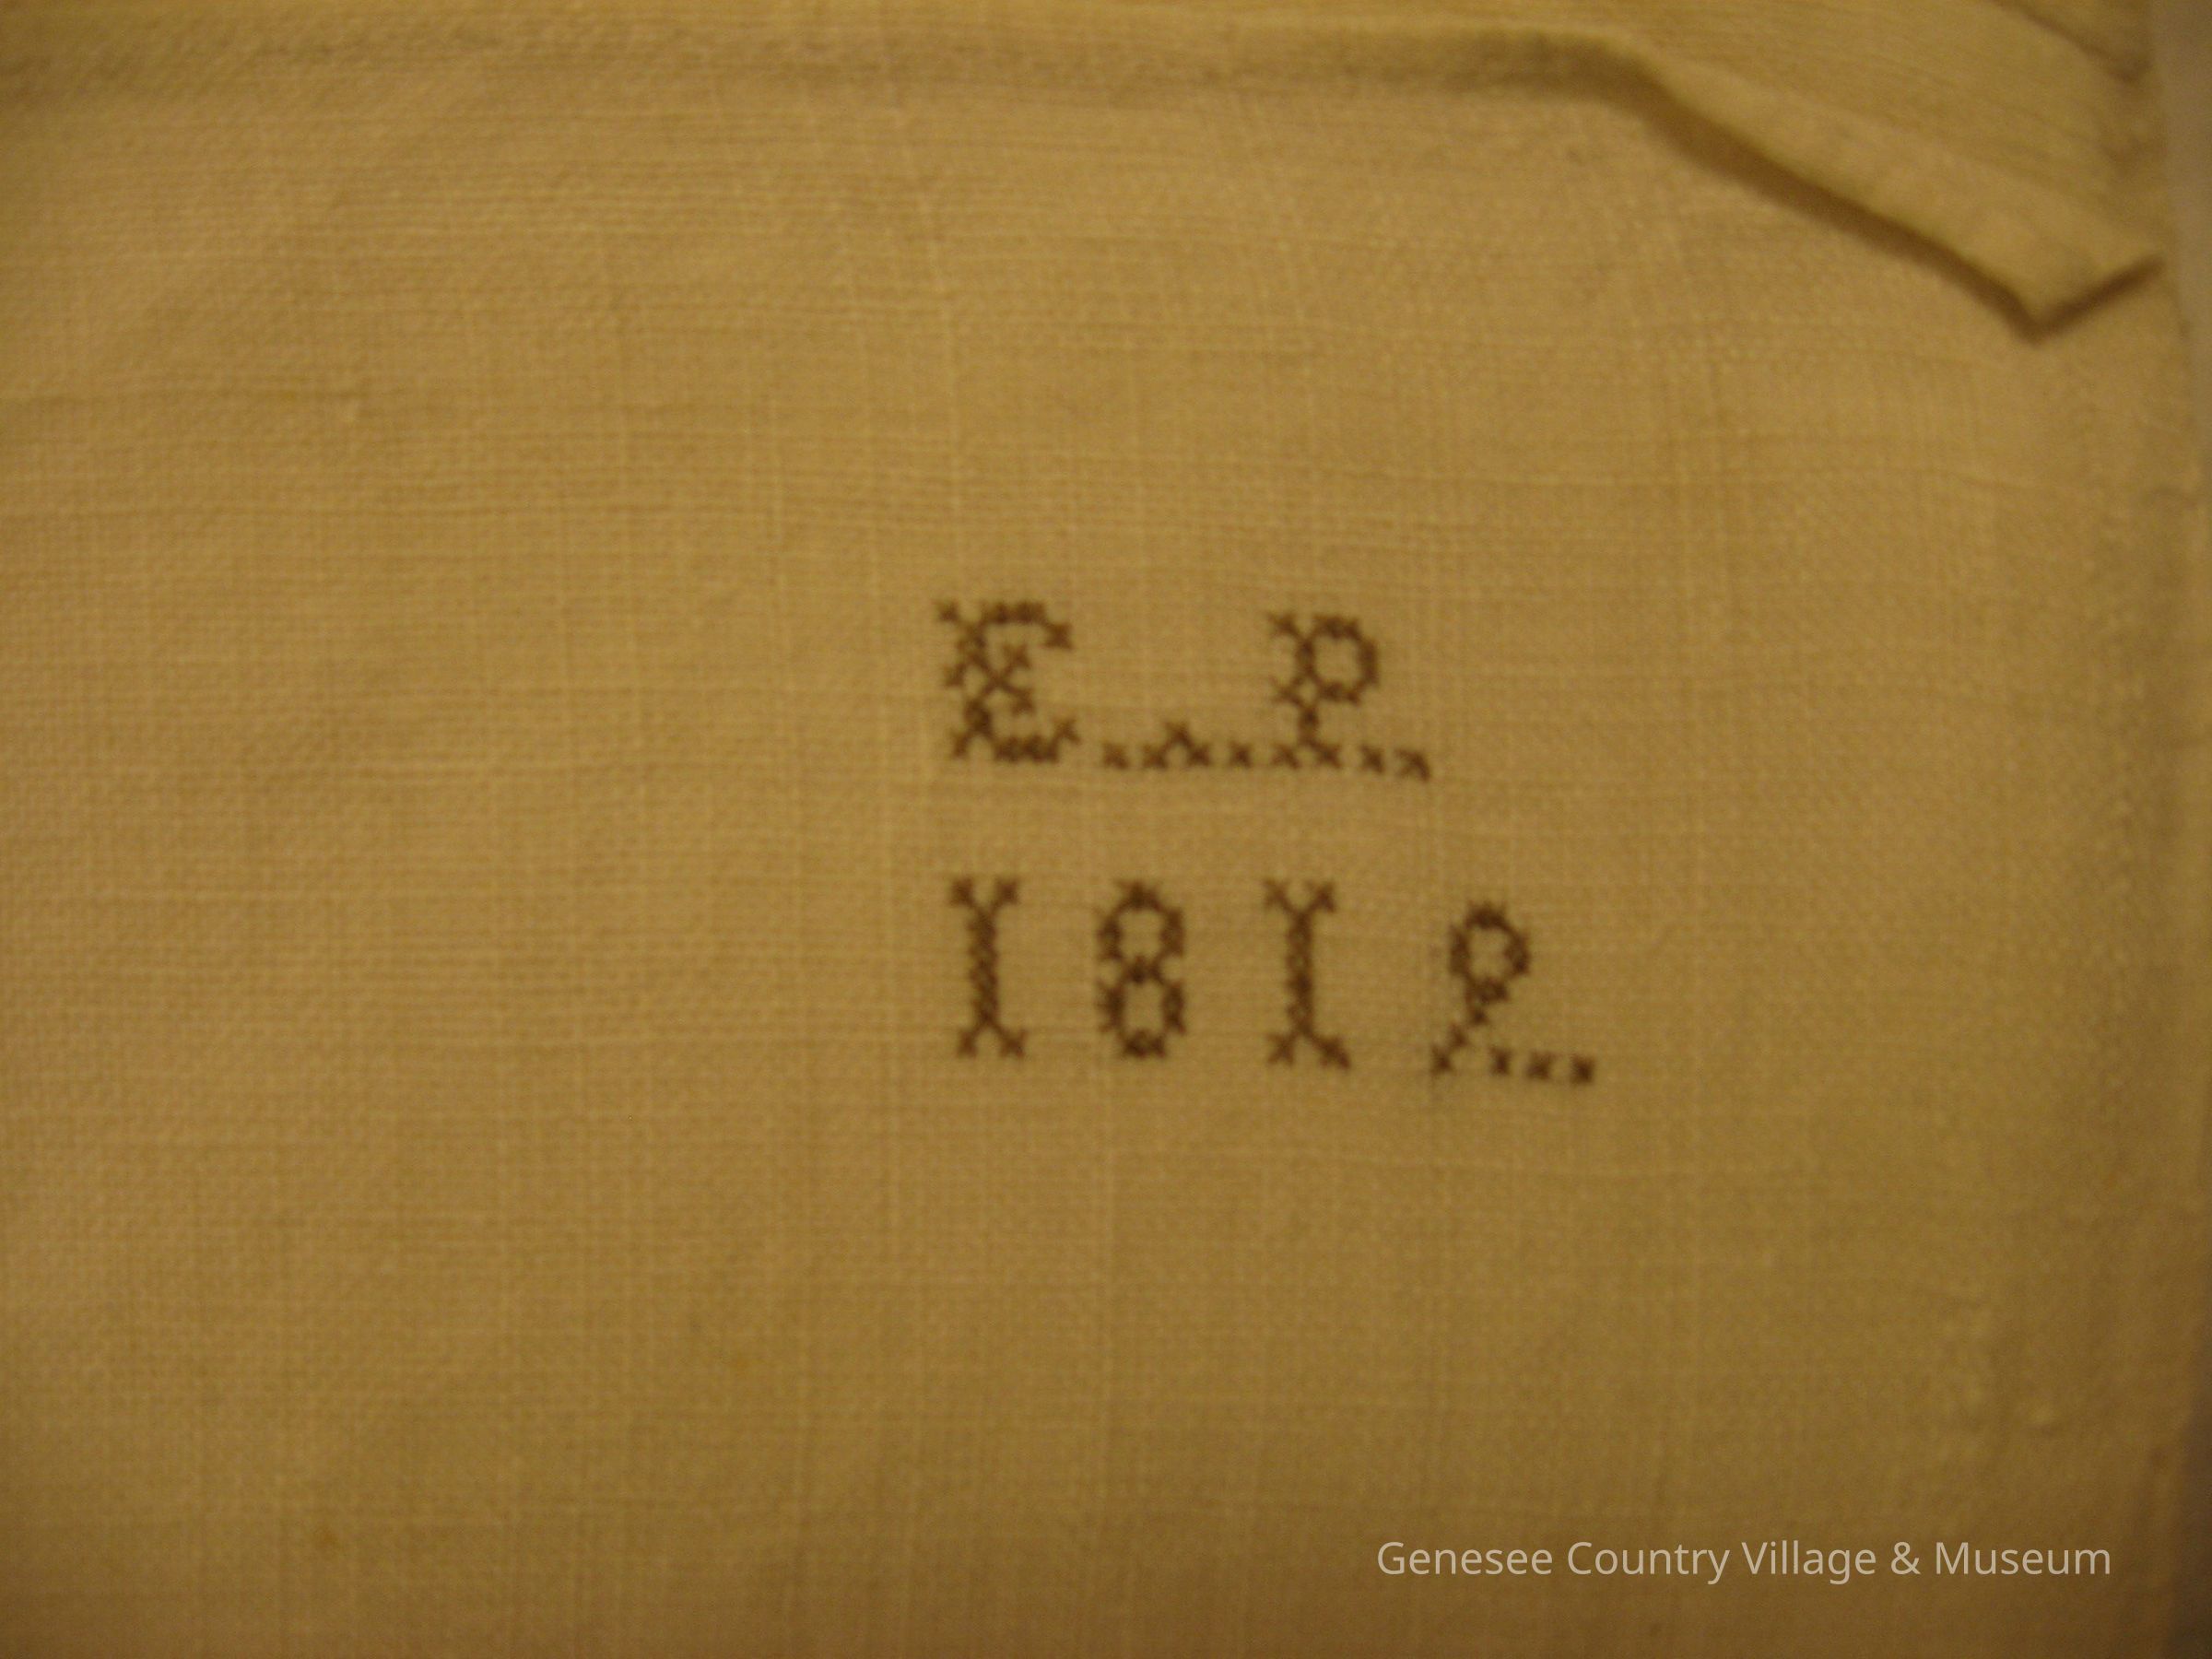 E. P.
1812
Genesee Country Village & Museum